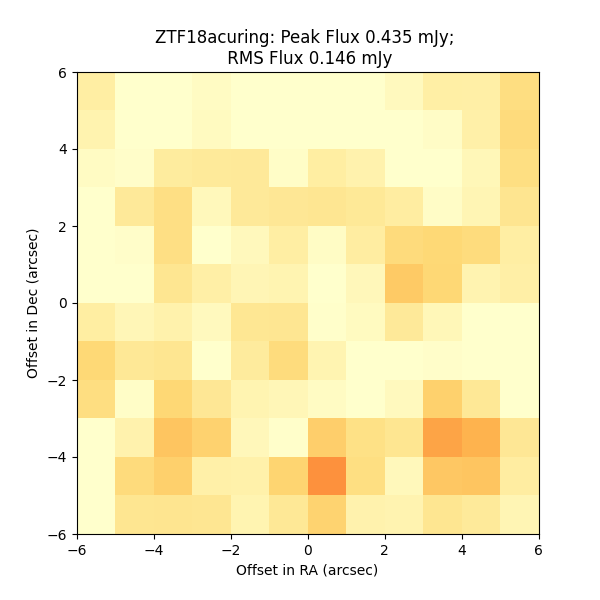 ZTF18acuring: Peak Flux 0.435 mJy;
RMS Flux 0.146 mJy
6
4
2
0
−2
−4
−6
Offset in Dec (arcsec)
−6 −4 −2 0 2 4 6
Offset in RA (arcsec)